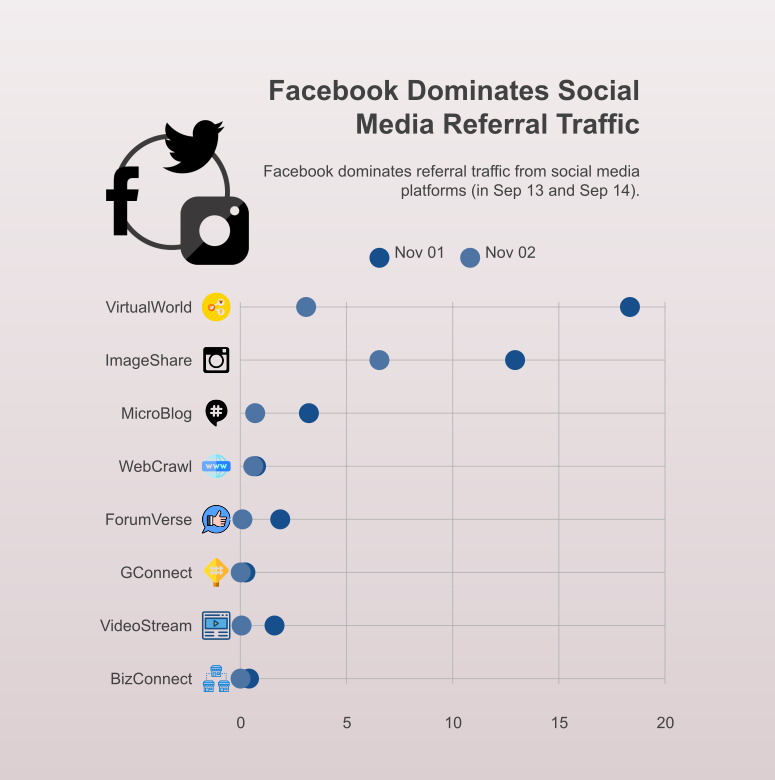 Facebook Dominates Social
Media Referral Traffic
Facebook dominates referral traffic from social media
platforms (in Sep 13 and Sep 14).
Nov 01 Nov 02
VirtualWorld
ImageShare
MicroBlog
WebCrawl
www
ForumVerse
GConnect
VideoStream
BizConnect
0 5 10 15 20